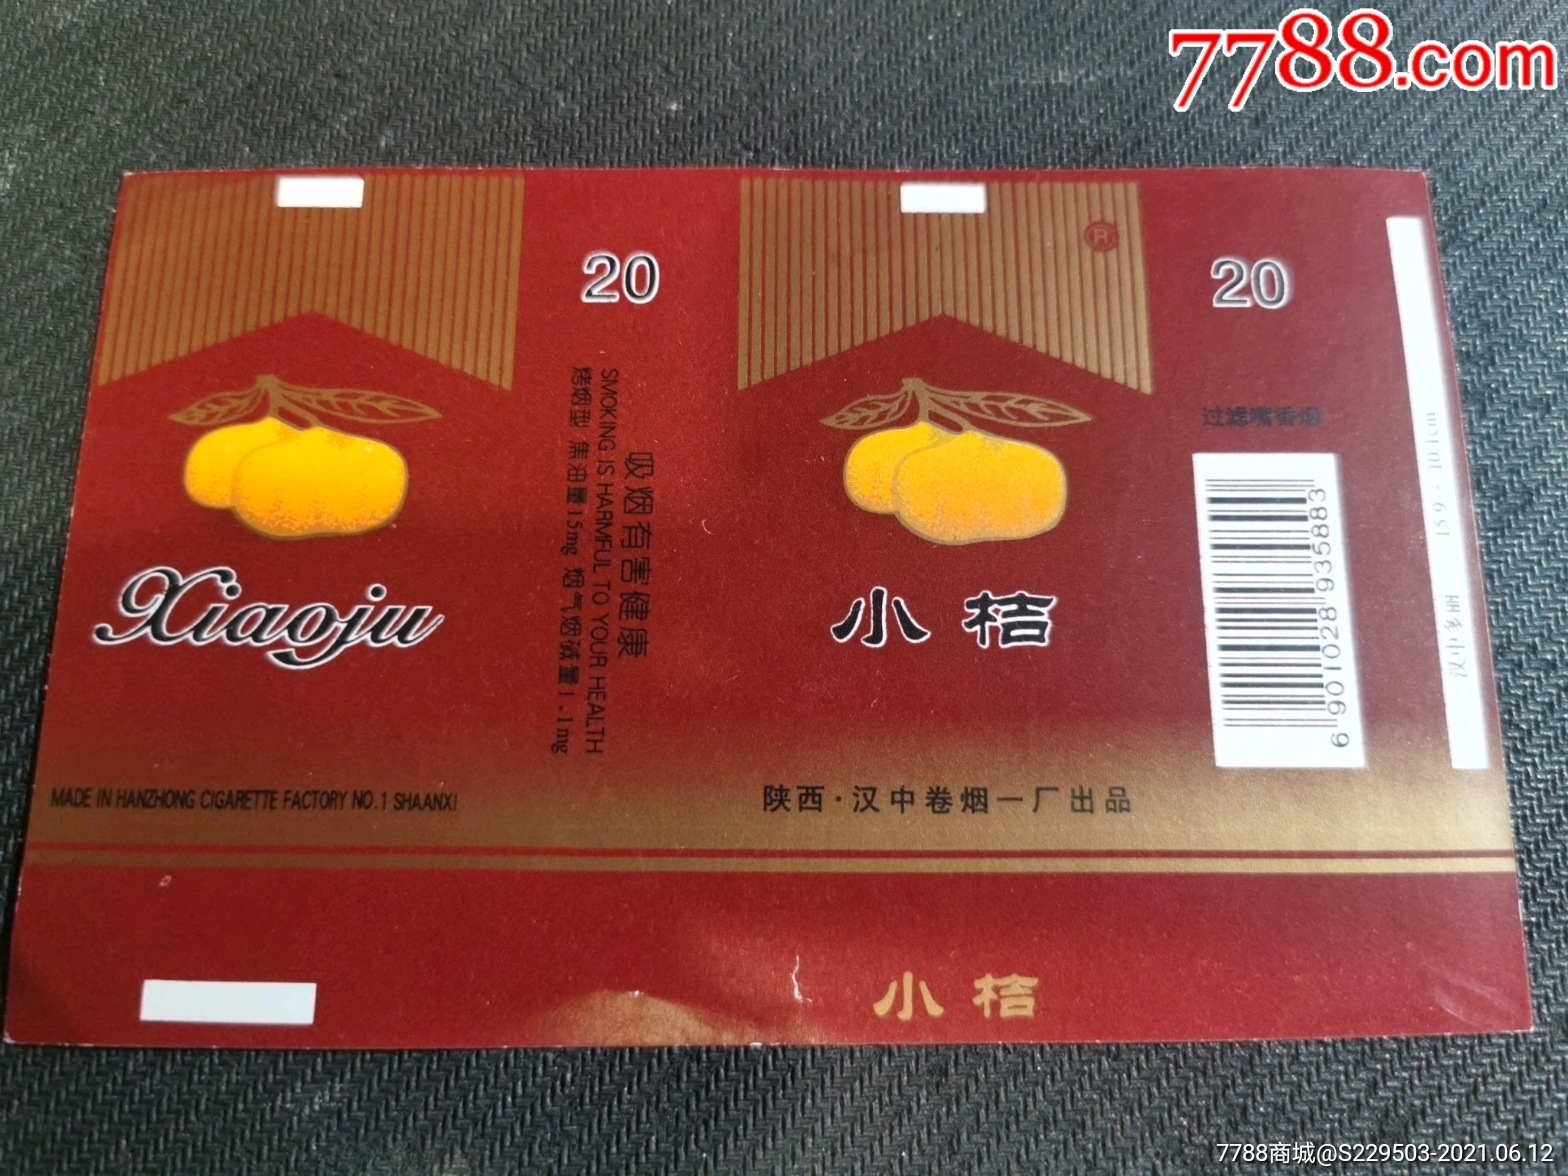 7788.com
20
20
®
过滤嘴香烟
Xiaoju
小桔
吸烟有害健康
SMOKING IS HARMFUL TO YOUR HEALTH
烤烟型 焦油量15mg 烟气烟碱量1.1mg
6 901028 935883
MADE IN HANZHONG CIGARETTE FACTORY NO.1 SHAANXI
陕西·汉中卷烟一厂出品
小桔
7788商城@S229503-2021.06.12